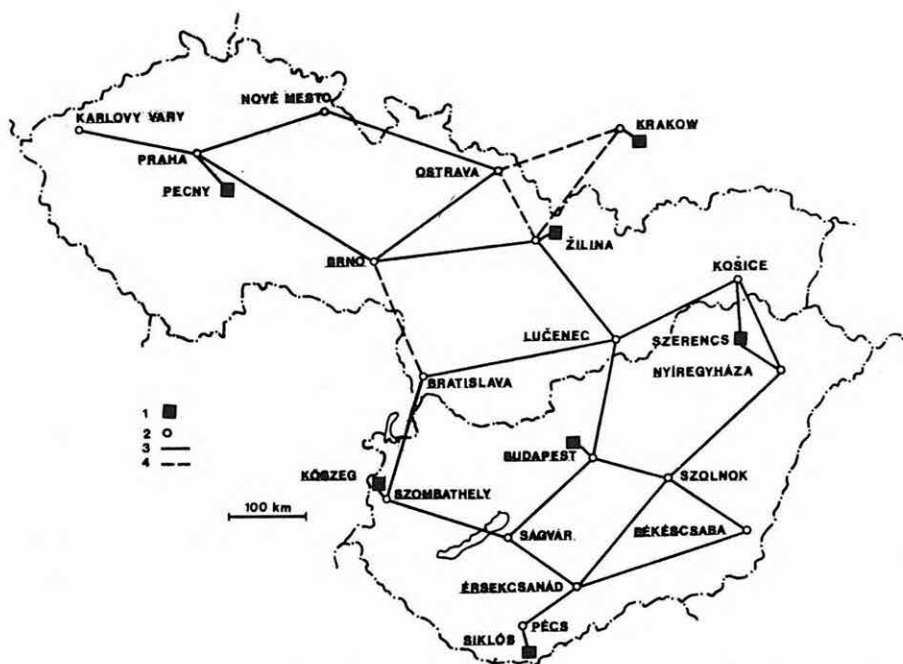 NOVÉ MESTO
KARLOVY VARY
KRAKOW
PRAHA
OSTRAVA
PECNY
ŽILINA
BRNO
KOŠICE
LUČENEC
SZERENCS
NYÍREGYHÁZA
BRATISLAVA
1
2
3
4
BUDAPEST
KŐSZEG
SZOLNOK
SZOMBATHELY
100 km
SÁGVÁR
BÉKÉSCSABA
ÉRSEKCSANÁD
PÉCS
SIKLÓS